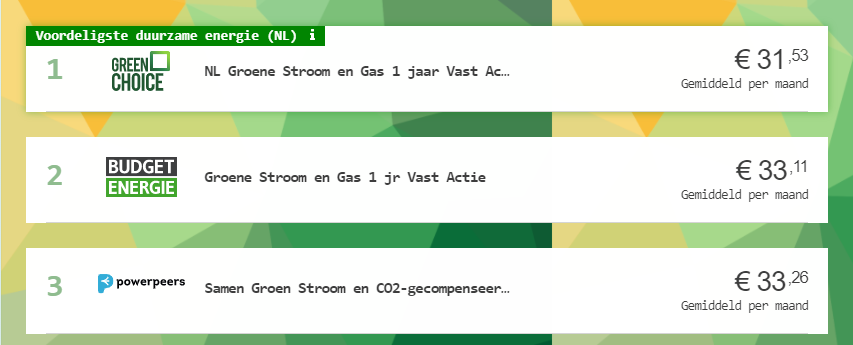 Voordeligste duurzame energie (NL) i
1
GREEN
CHOICE
NL Groene Stroom en Gas 1 jaar Vast Ac…
€ 31,53
Gemiddeld per maand
2
BUDGET
ENERGIE
Groene Stroom en Gas 1 jr Vast Actie
€ 33,11
Gemiddeld per maand
3
powerpeers
Samen Groen Stroom en CO2-gecompenseer…
€ 33,26
Gemiddeld per maand